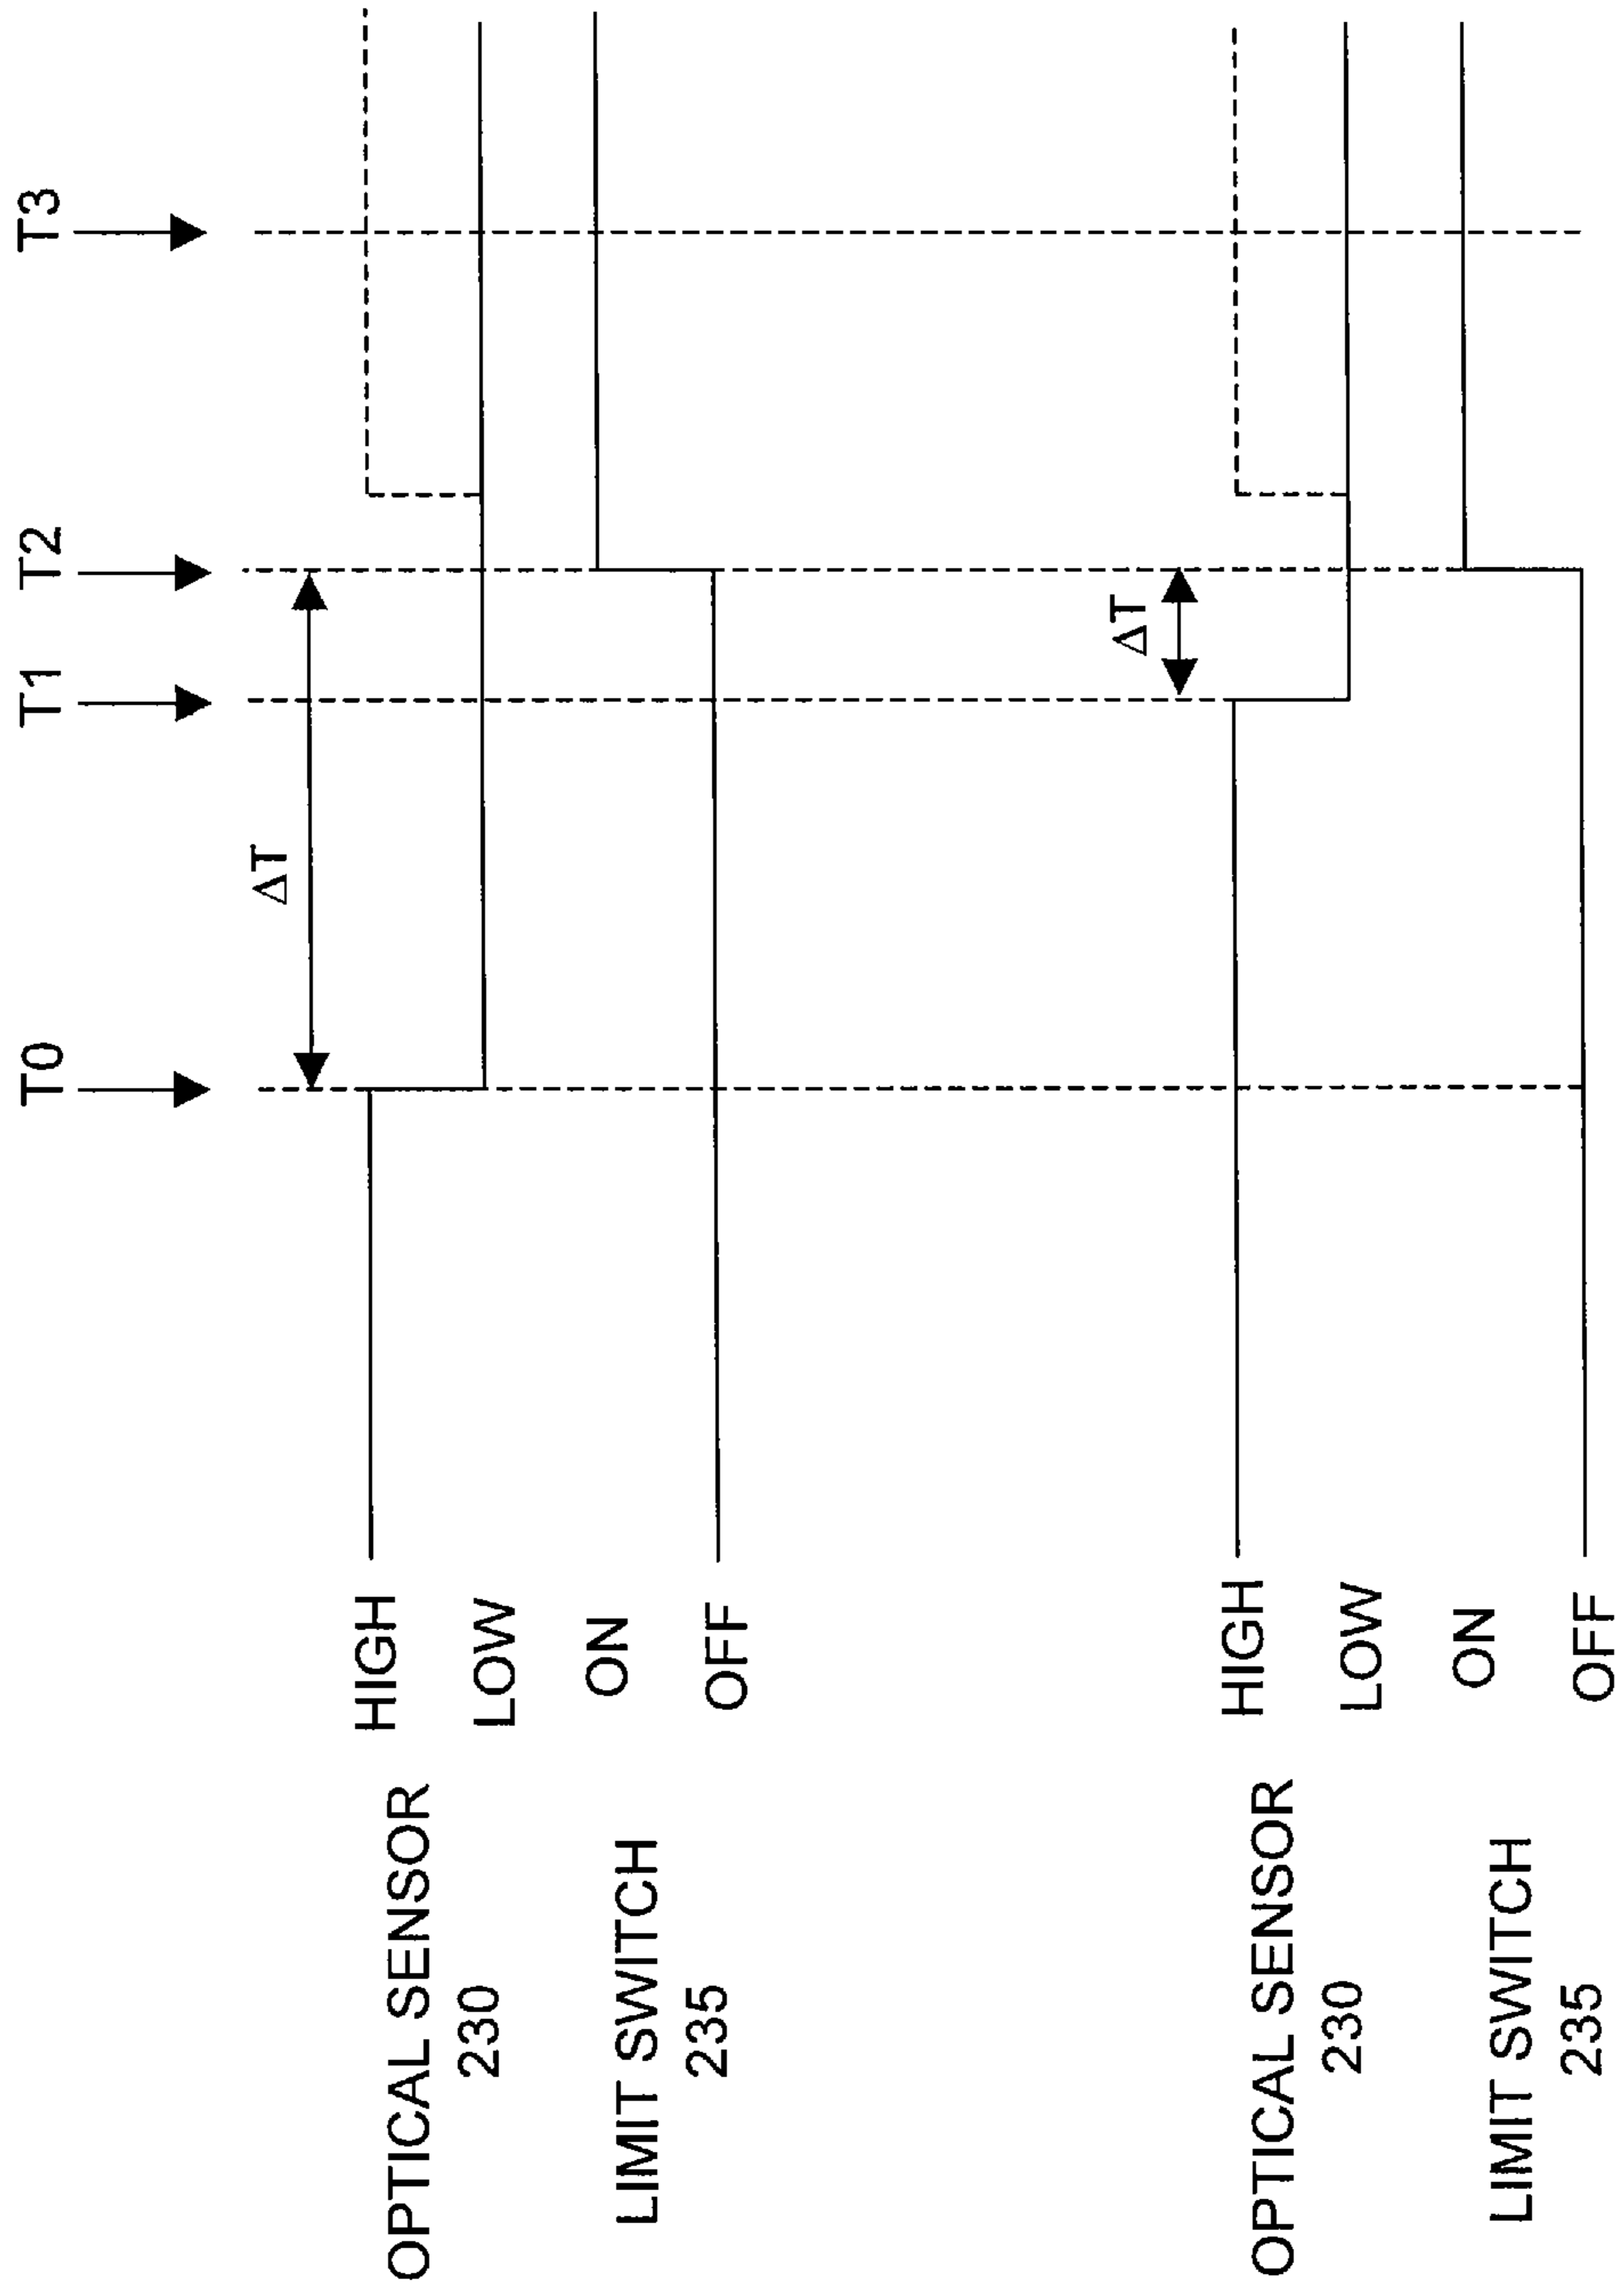 T0
T1
T2
T3
ΔT
OPTICAL SENSOR
230
HIGH
LOW
LIMIT SWITCH
235
ON
OFF
ΔT
OPTICAL SENSOR
230
HIGH
LOW
LIMIT SWITCH
235
ON
OFF